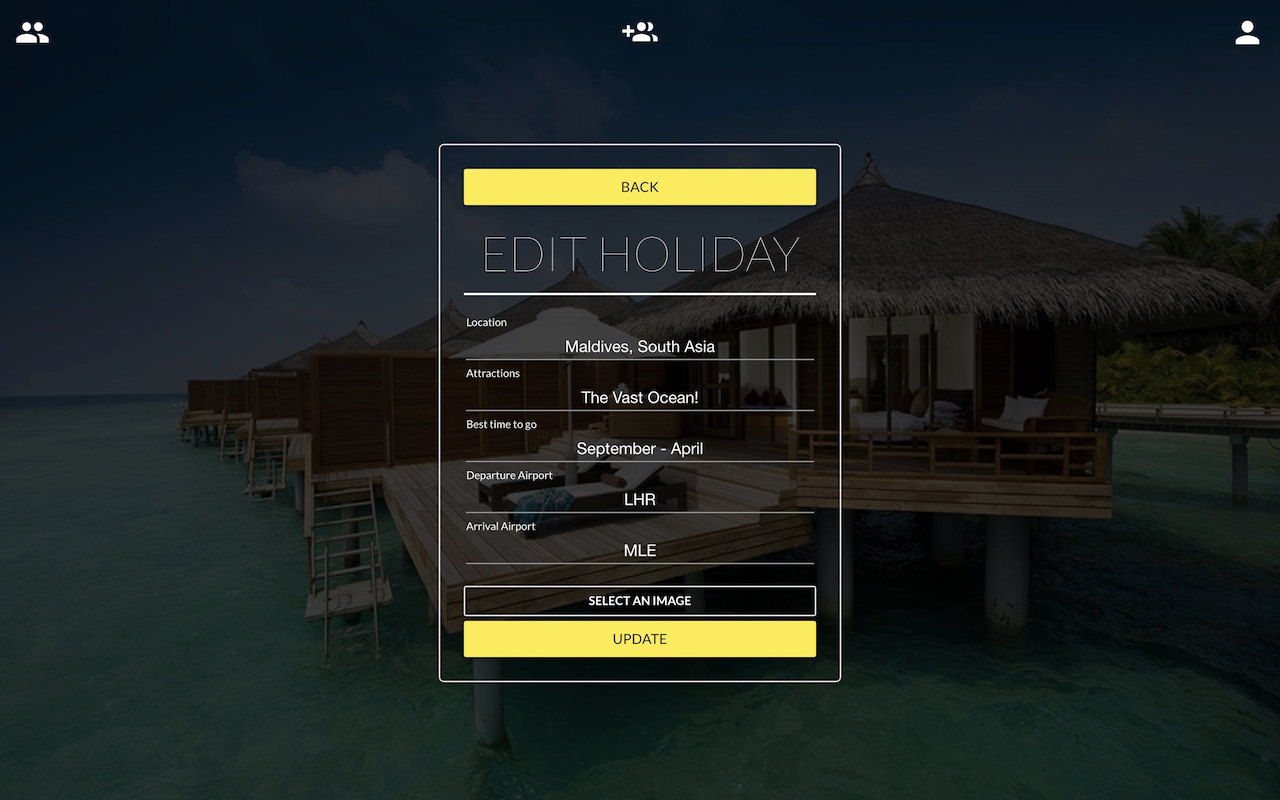 BACK
EDIT HOLIDAY
Location
Maldives, South Asia
Attractions
The Vast Ocean!
Best time to go
September - April
Departure Airport
LHR
Arrival Airport
MLE
SELECT AN IMAGE
UPDATE